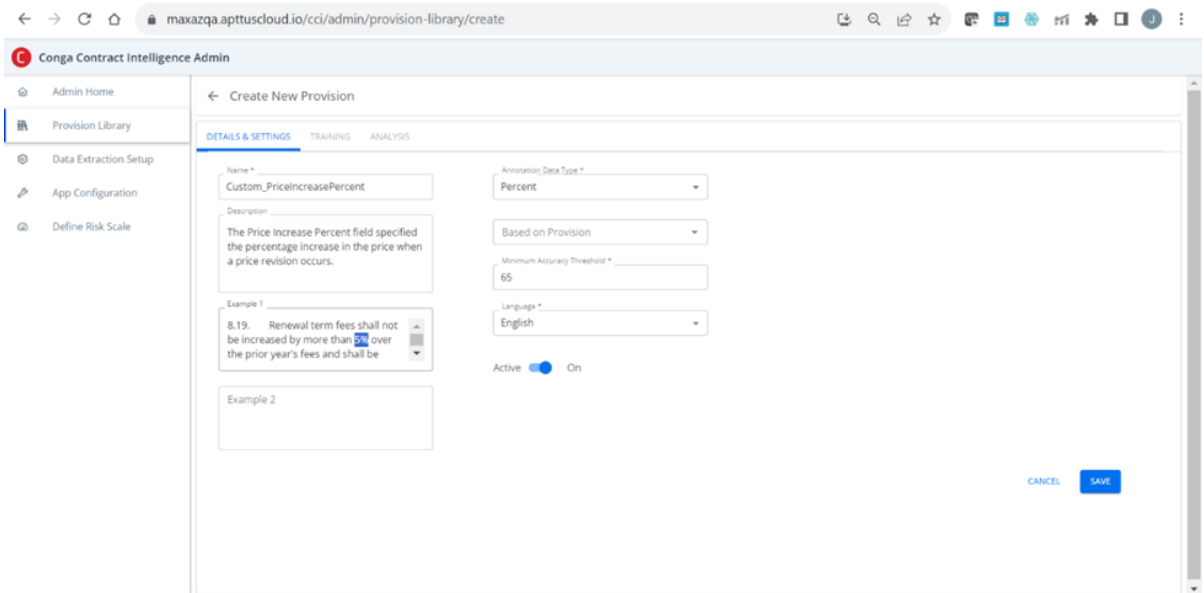 maxazqa.apttuscloud.io/cci/admin/provision-library/create
J
C Conga Contract Intelligence Admin
Admin Home
Provision Library
Data Extraction Setup
App Configuration
Define Risk Scale
Create New Provision
DETAILS & SETTINGS TRAINING ANALYSIS
Name *
Custom_PriceIncreasePercent
Description
The Price Increase Percent field specified
the percentage increase in the price when
a price revision occurs.
Example 1
8.19. Renewal term fees shall not
be increased by more than 5% over
the prior year's fees and shall be
Example 2
Annotation Data Type *
Percent
Based on Provision
Minimum Accuracy Threshold *
65
Language *
English
Active On
CANCEL SAVE